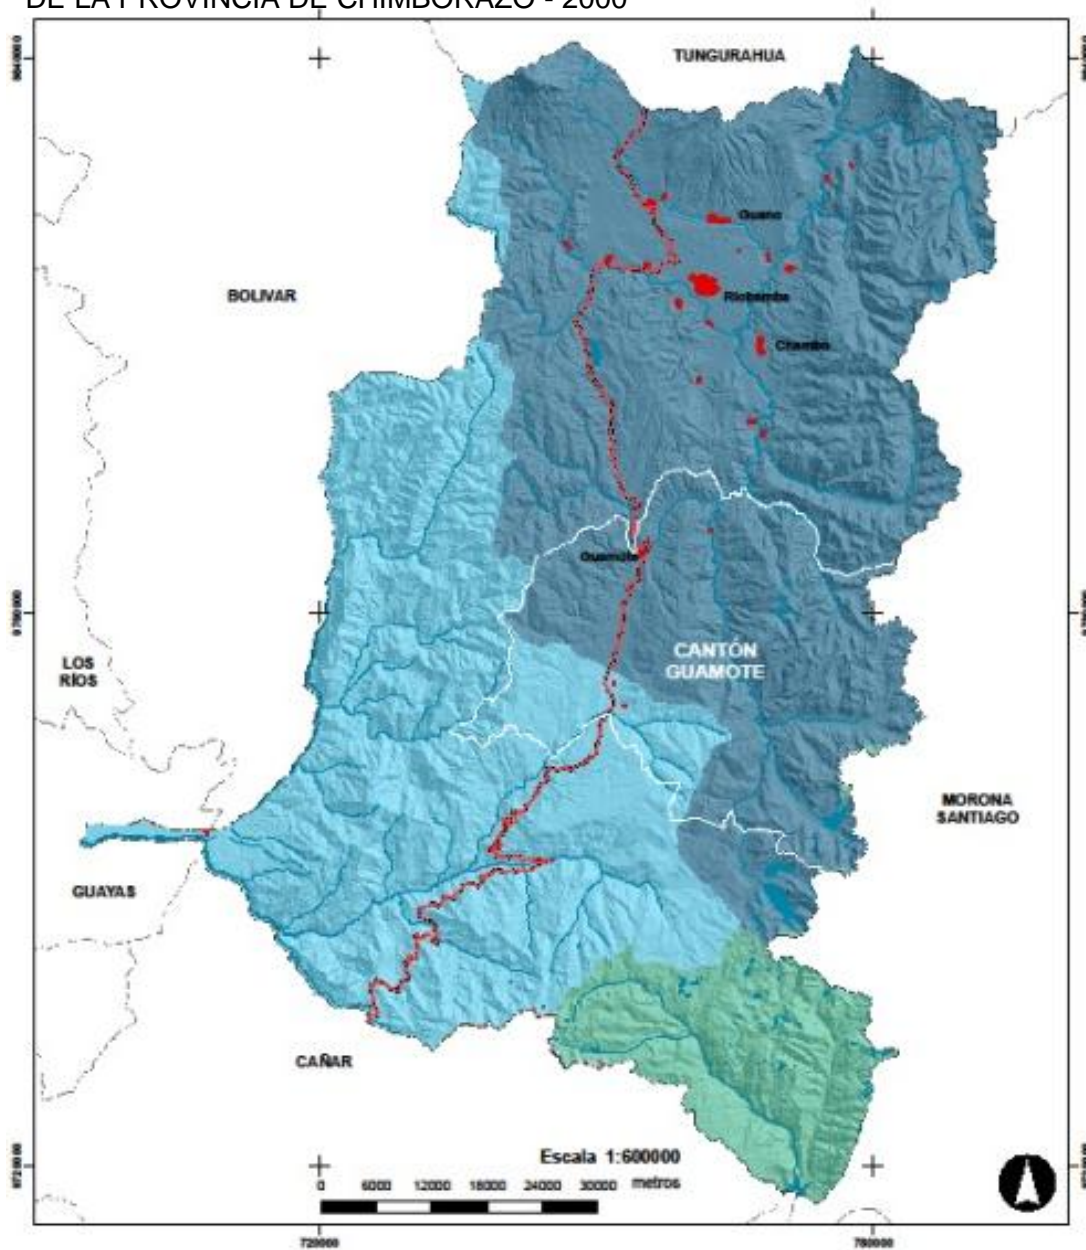 DE LA PROVINCIA DE CHIMBORAZO - 2000
TUNGURAHUA
Guano
BOLIVAR
Riobamba
Chambo
Guamote
CANTÓN
GUAMOTE
LOS
RÍOS
MORONA
SANTIAGO
GUAYAS
CAÑAR
Escala 1:600000
0 6000 12000 18000 24000 30000 metros
720000 780000